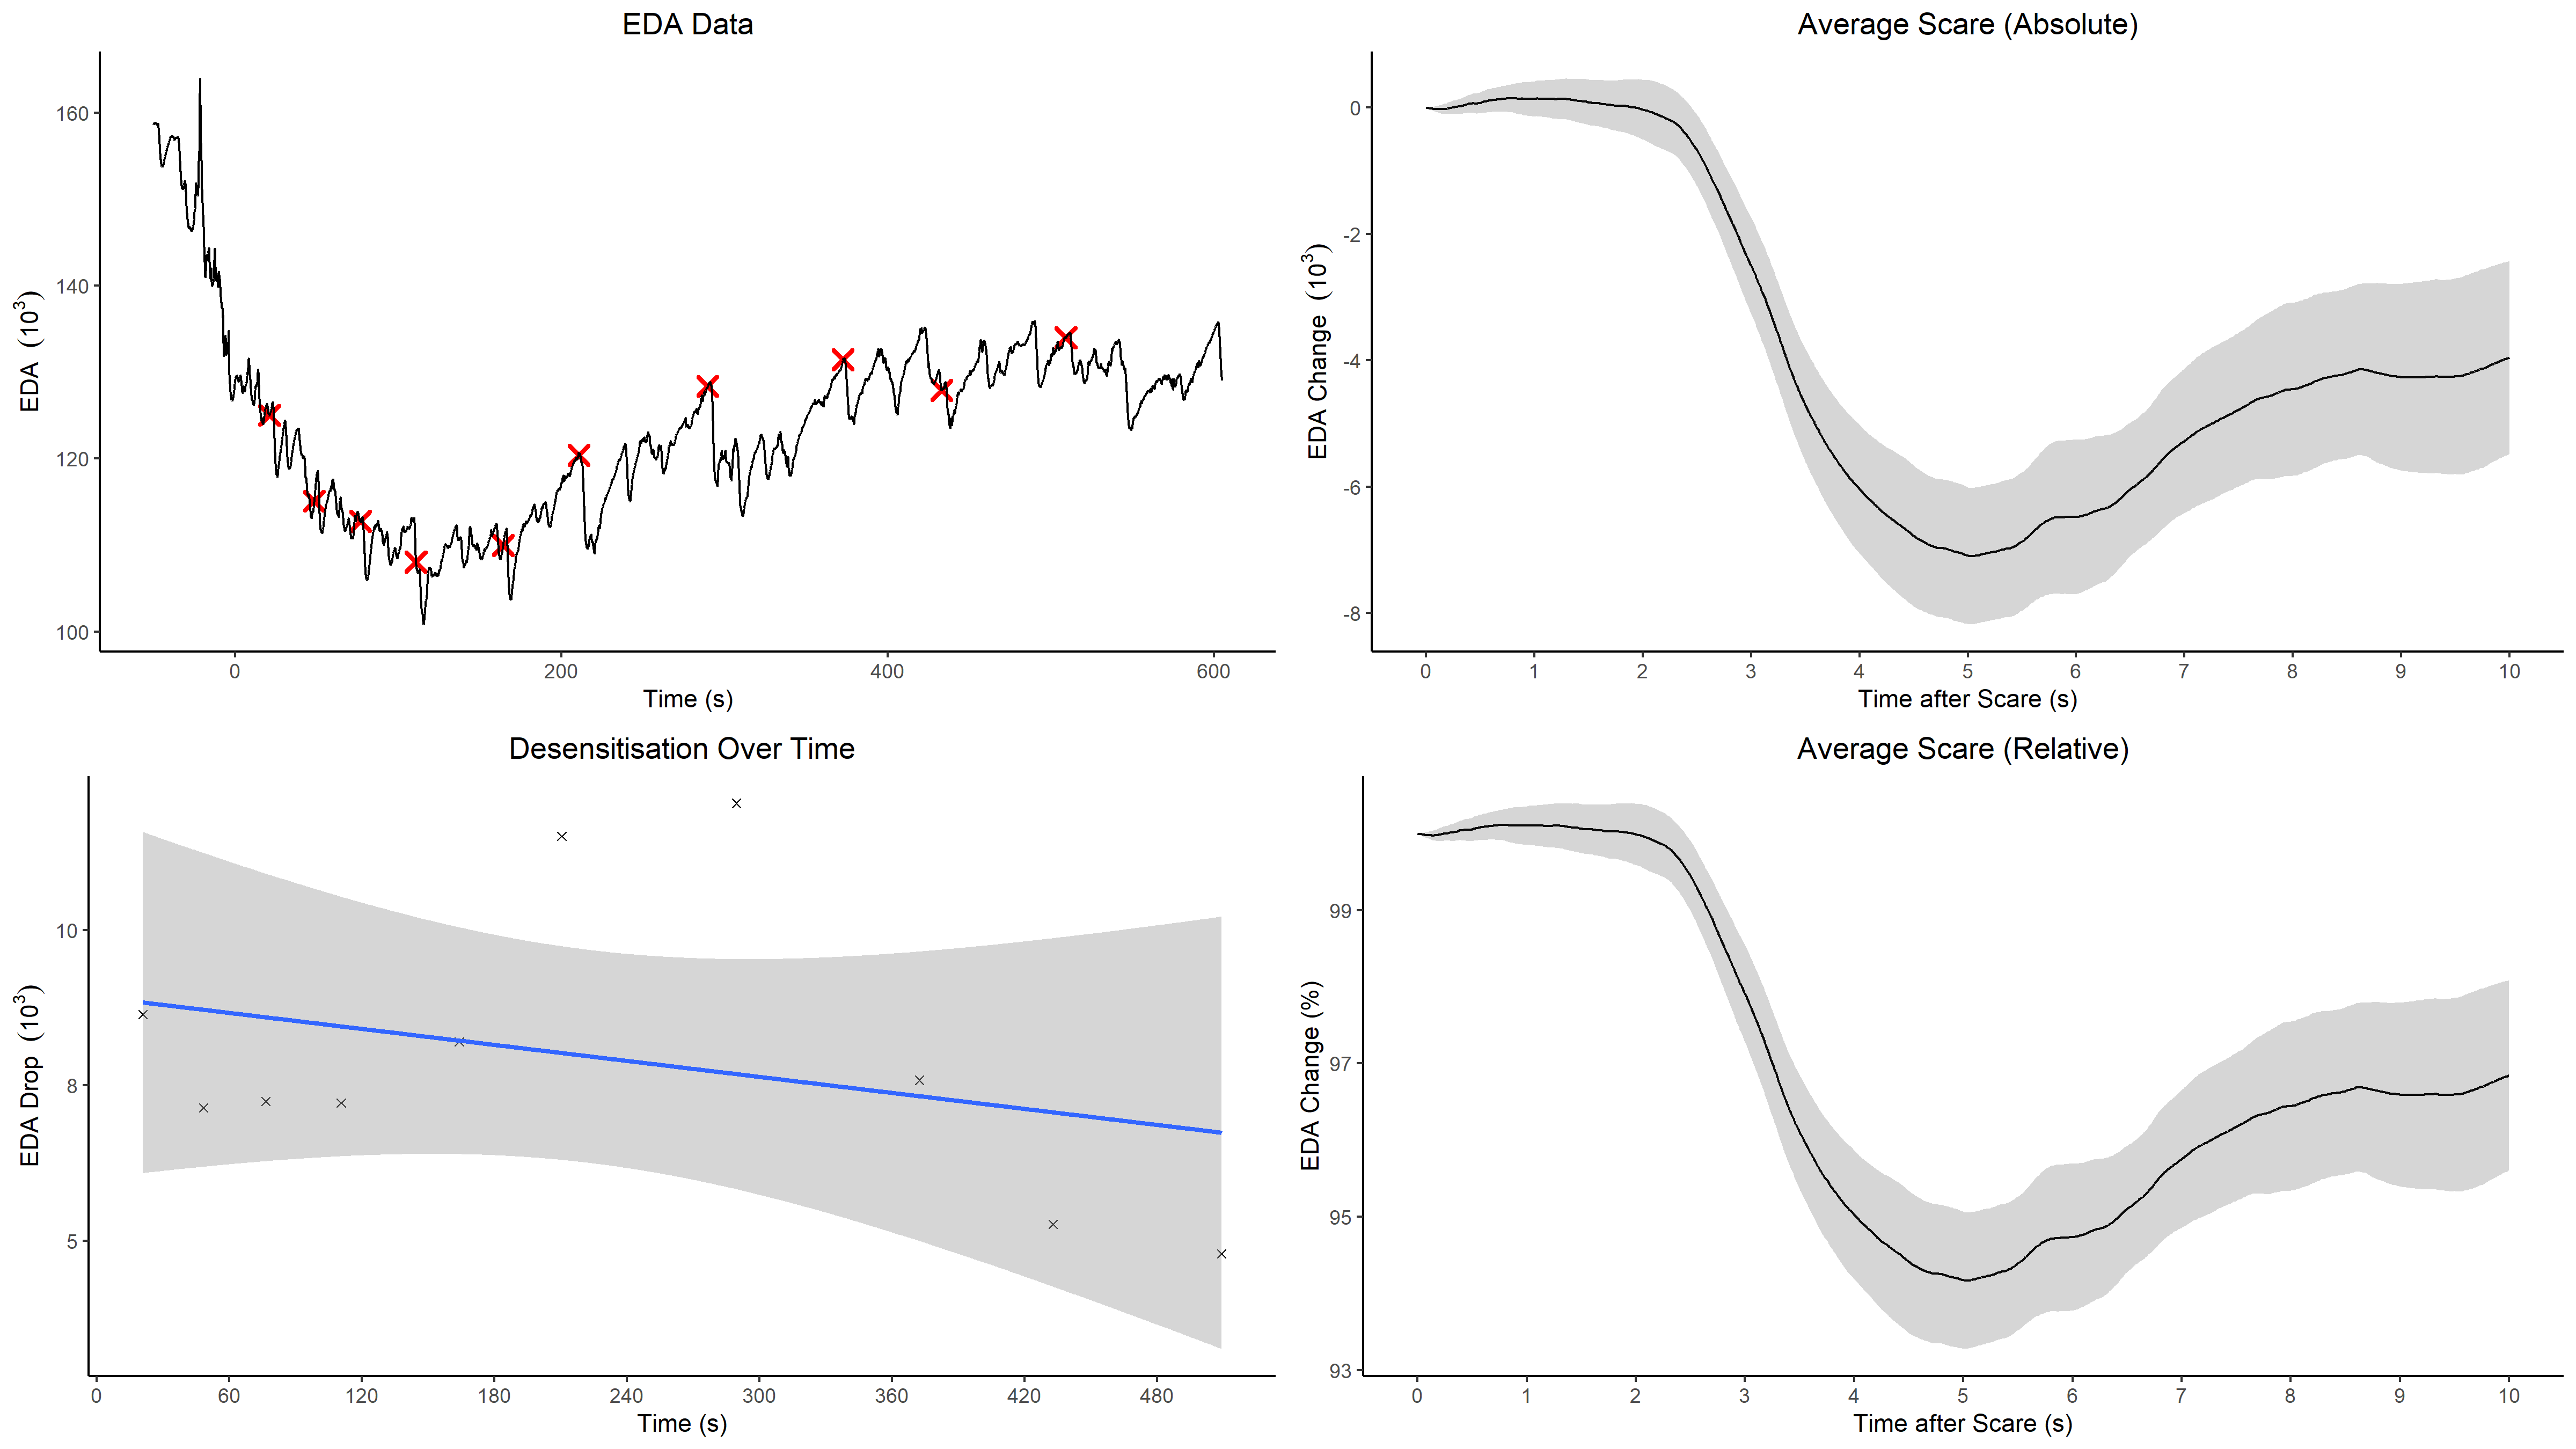 EDA Data
160
140
120
100
EDA (10³)
0 200 400 600
Time (s)
Average Scare (Absolute)
0
-2
-4
-6
-8
EDA Change (10³)
0 1 2 3 4 5 6 7 8 9 10
Time after Scare (s)
Desensitisation Over Time
10
8
5
EDA Drop (10³)
0 60 120 180 240 300 360 420 480
Time (s)
Average Scare (Relative)
99
97
95
93
EDA Change (%)
0 1 2 3 4 5 6 7 8 9 10
Time after Scare (s)